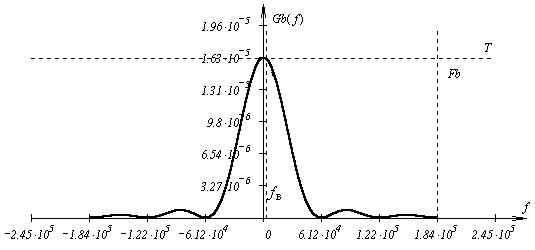 Gb(f)
1.96·10⁻⁵
T
1.63·10⁻⁵
Fb
1.31·10⁻⁵
9.8·10⁻⁶
6.54·10⁻⁶
3.27·10⁻⁶
fв
f
−2.45·10⁵ −1.84·10⁵ −1.22·10⁵ −6.12·10⁴ 0 6.12·10⁴ 1.22·10⁵ 1.84·10⁵ 2.45·10⁵